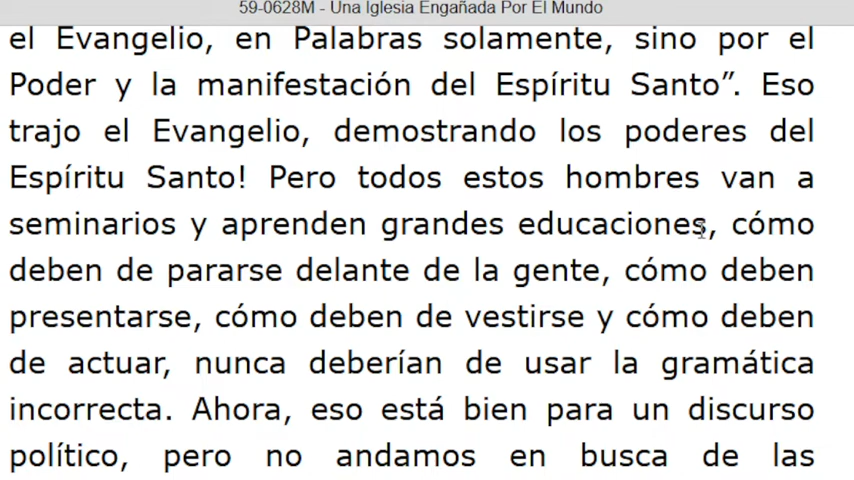 59-0628M - Una Iglesia Engañada Por El Mundo
el Evangelio, en Palabras solamente, sino por el
Poder y la manifestación del Espíritu Santo”. Eso
trajo el Evangelio, demostrando los poderes del
Espíritu Santo! Pero todos estos hombres van a
seminarios y aprenden grandes educaciones, cómo
deben de pararse delante de la gente, cómo deben
presentarse, cómo deben de vestirse y cómo deben
de actuar, nunca deberían de usar la gramática
incorrecta. Ahora, eso está bien para un discurso
político, pero no andamos en busca de las